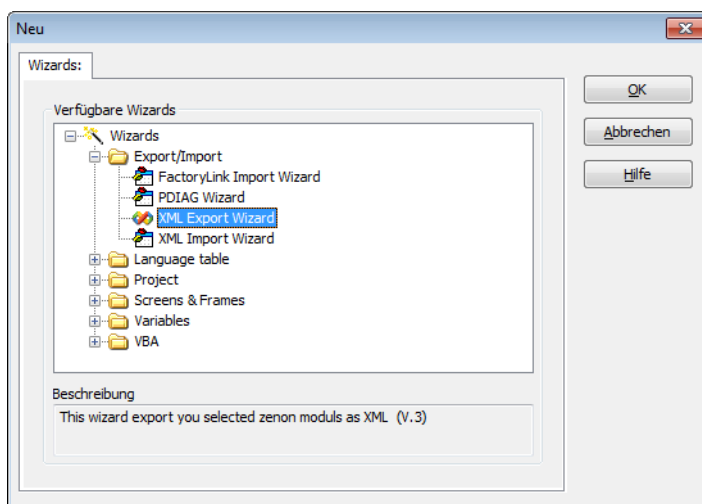 Neu
Wizards:
OK
Verfügbare Wizards
Wizards
Abbrechen
Export/Import
FactoryLink Import Wizard
Hilfe
PDIAG Wizard
XML Export Wizard
XML Import Wizard
Language table
Project
Screens & Frames
Variables
VBA
Beschreibung
This wizard export you selected zenon moduls as XML (V.3)